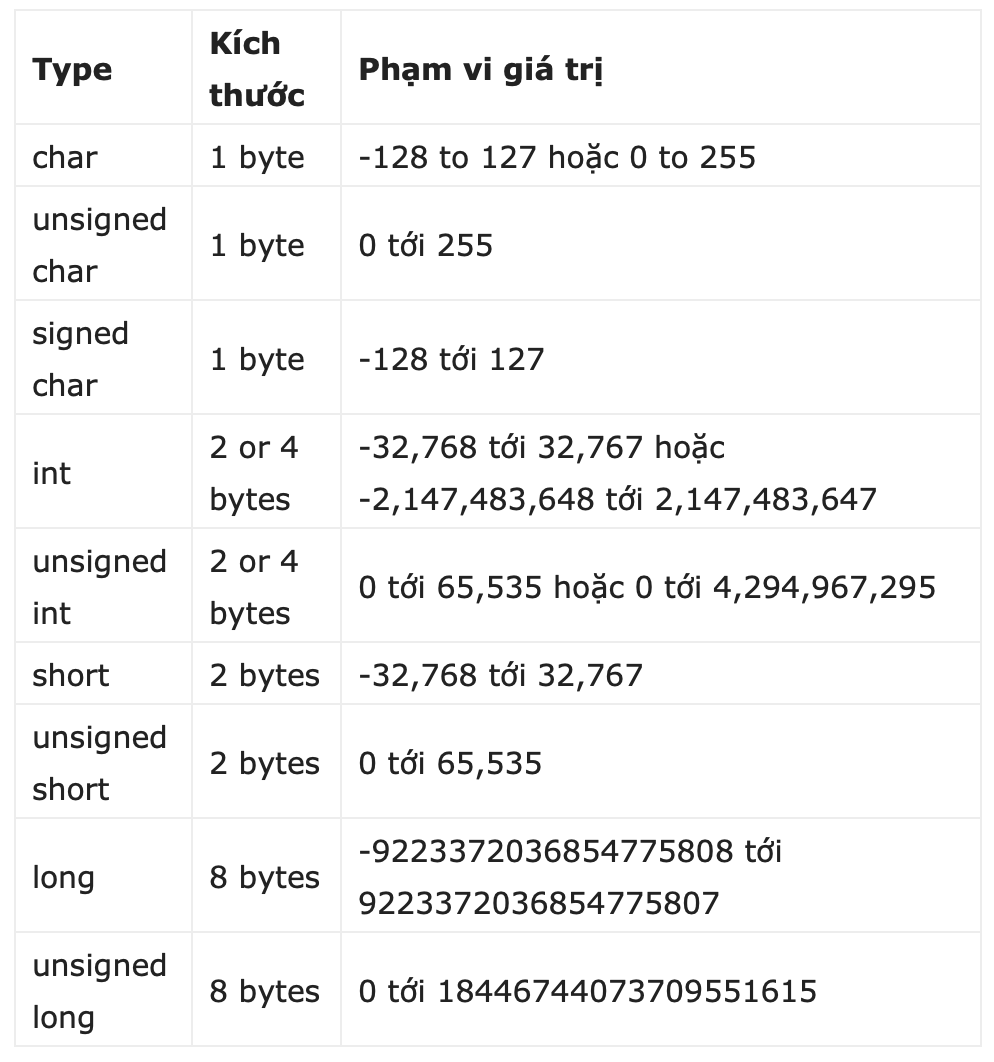 Type
Kích
thước
Phạm vi giá trị
char
1 byte
-128 to 127 hoặc 0 to 255
unsigned
char
1 byte
0 tới 255
signed
char
1 byte
-128 tới 127
int
2 or 4
bytes
-32,768 tới 32,767 hoặc
-2,147,483,648 tới 2,147,483,647
unsigned
int
2 or 4
bytes
0 tới 65,535 hoặc 0 tới 4,294,967,295
short
2 bytes
-32,768 tới 32,767
unsigned
short
2 bytes
0 tới 65,535
long
8 bytes
-9223372036854775808 tới
9223372036854775807
unsigned
long
8 bytes
0 tới 18446744073709551615